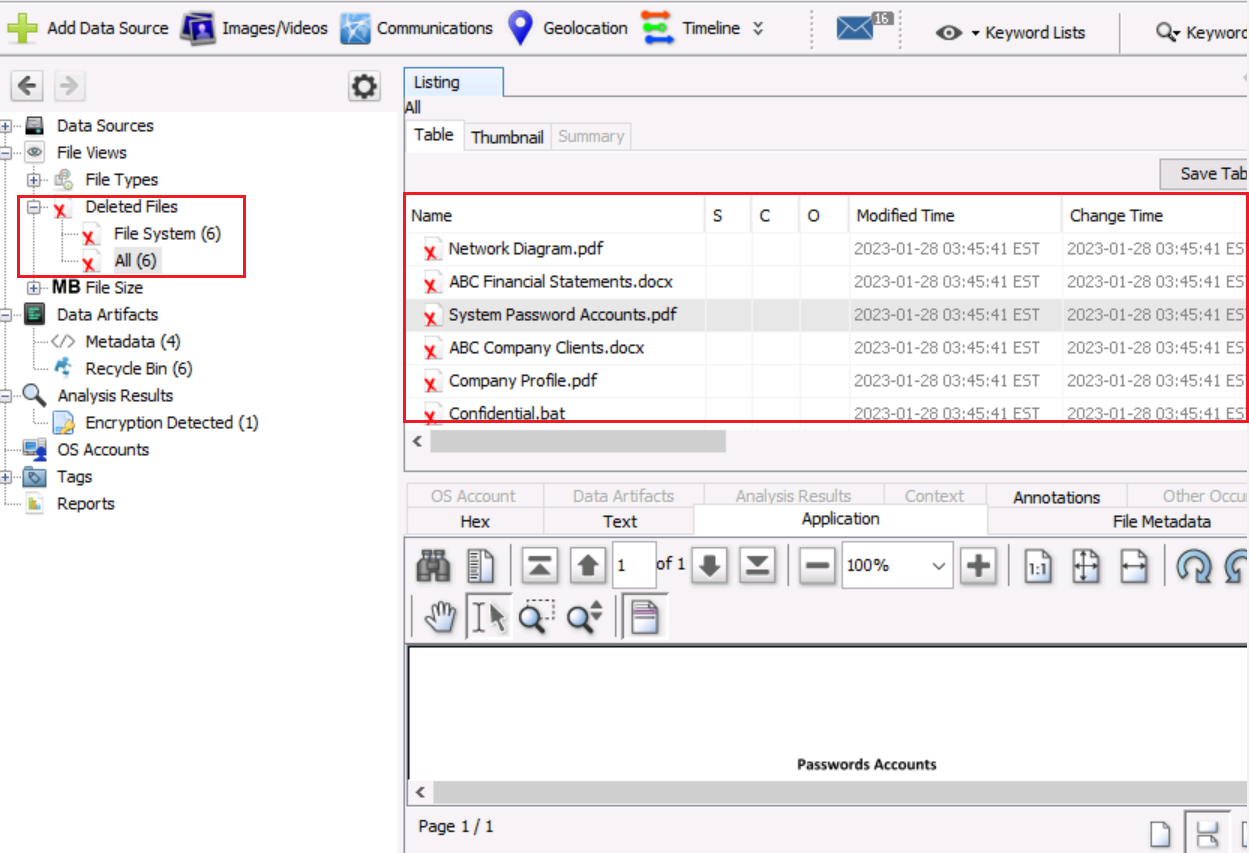 Add Data Source Images/Videos Communications Geolocation Timeline 16 Keyword Lists Keyword
Listing
All
Table Thumbnail Summary
Save Tab
Data Sources
File Views
File Types
Deleted Files
File System (6)
All (6)
MB File Size
Data Artifacts
Metadata (4)
Recycle Bin (6)
Analysis Results
Encryption Detected (1)
OS Accounts
Tags
Reports
Name S C O Modified Time Change Time
Network Diagram.pdf 2023-01-28 03:45:41 EST 2023-01-28 03:45:41 ES
ABC Financial Statements.docx 2023-01-28 03:45:41 EST 2023-01-28 03:45:41 ES
System Password Accounts.pdf 2023-01-28 03:45:41 EST 2023-01-28 03:45:41 ES
ABC Company Clients.docx 2023-01-28 03:45:41 EST 2023-01-28 03:45:41 ES
Company Profile.pdf 2023-01-28 03:45:41 EST 2023-01-28 03:45:41 ES
Confidential.bat 2023-01-28 03:45:41 EST 2023-01-28 03:45:41 ES
OS Account Data Artifacts Analysis Results Context Annotations Other Occu
Hex Text Application File Metadata
1 of 1 100% 1:1
Passwords Accounts
Page 1 / 1